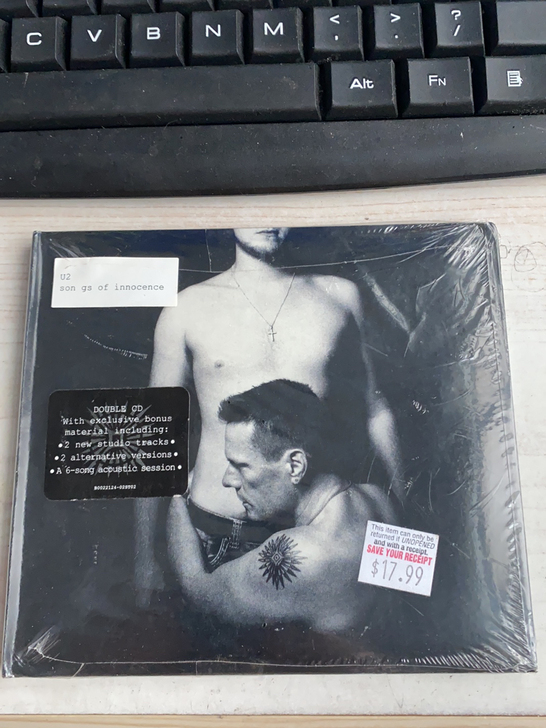 C V B N M < , > . ? /
Alt Fn
U2
son gs of innocence
DOUBLE CD
With exclusive bonus
material including:
•2 new studio tracks•
•2 alternative versions•
•A 6-song acoustic session•
This item can only be
returned if UNOPENED
and with a receipt.
SAVE YOUR RECEIPT
$17.99